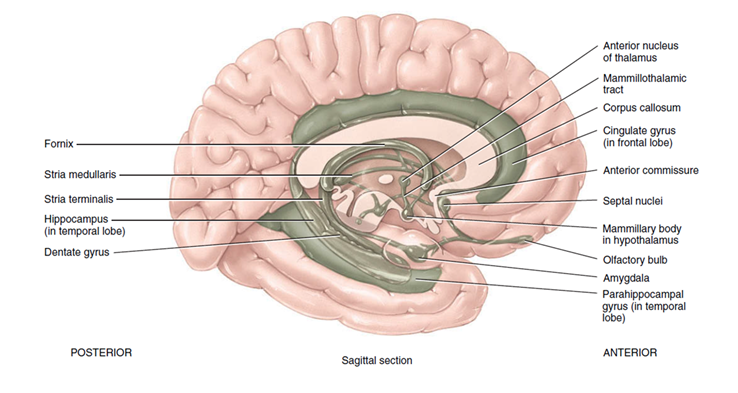 Anterior nucleus
of thalamus
Mammillothalamic
tract
Corpus callosum
Cingulate gyrus
(in frontal lobe)
Anterior commissure
Septal nuclei
Mammillary body
in hypothalamus
Olfactory bulb
Amygdala
Parahippocampal
gyrus (in temporal
lobe)
Fornix
Stria medullaris
Stria terminalis
Hippocampus
(in temporal lobe)
Dentate gyrus
POSTERIOR
Sagittal section
ANTERIOR